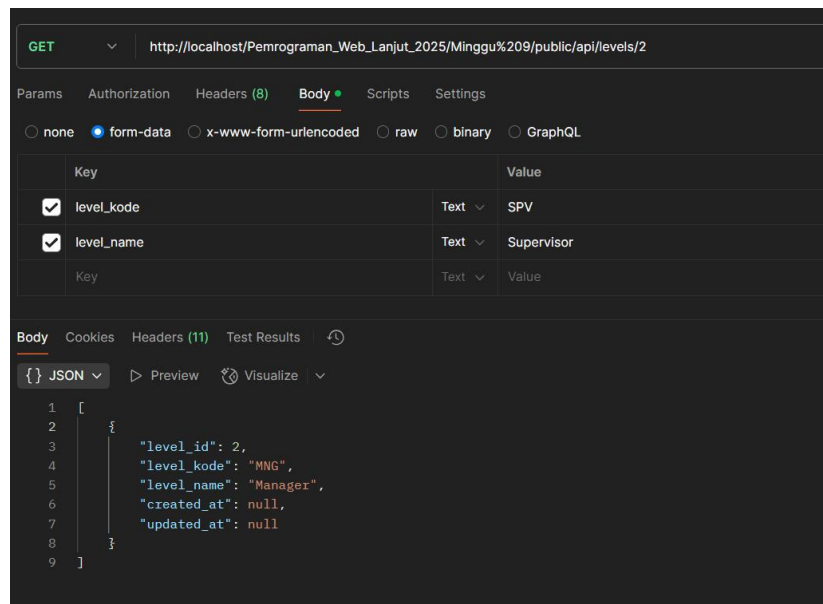 GET http://localhost/Pemrograman_Web_Lanjut_2025/Minggu%209/public/api/levels/2
Params Authorization Headers (8) Body Scripts Settings
none form-data x-www-form-urlencoded raw binary GraphQL
Key Value
level_kode Text SPV
level_name Text Supervisor
Key Text Value
Body Cookies Headers (11) Test Results
{} JSON Preview Visualize
1 [
2 {
3 "level_id": 2,
4 "level_kode": "MNG",
5 "level_name": "Manager",
6 "created_at": null,
7 "updated_at": null
8 }
9 ]